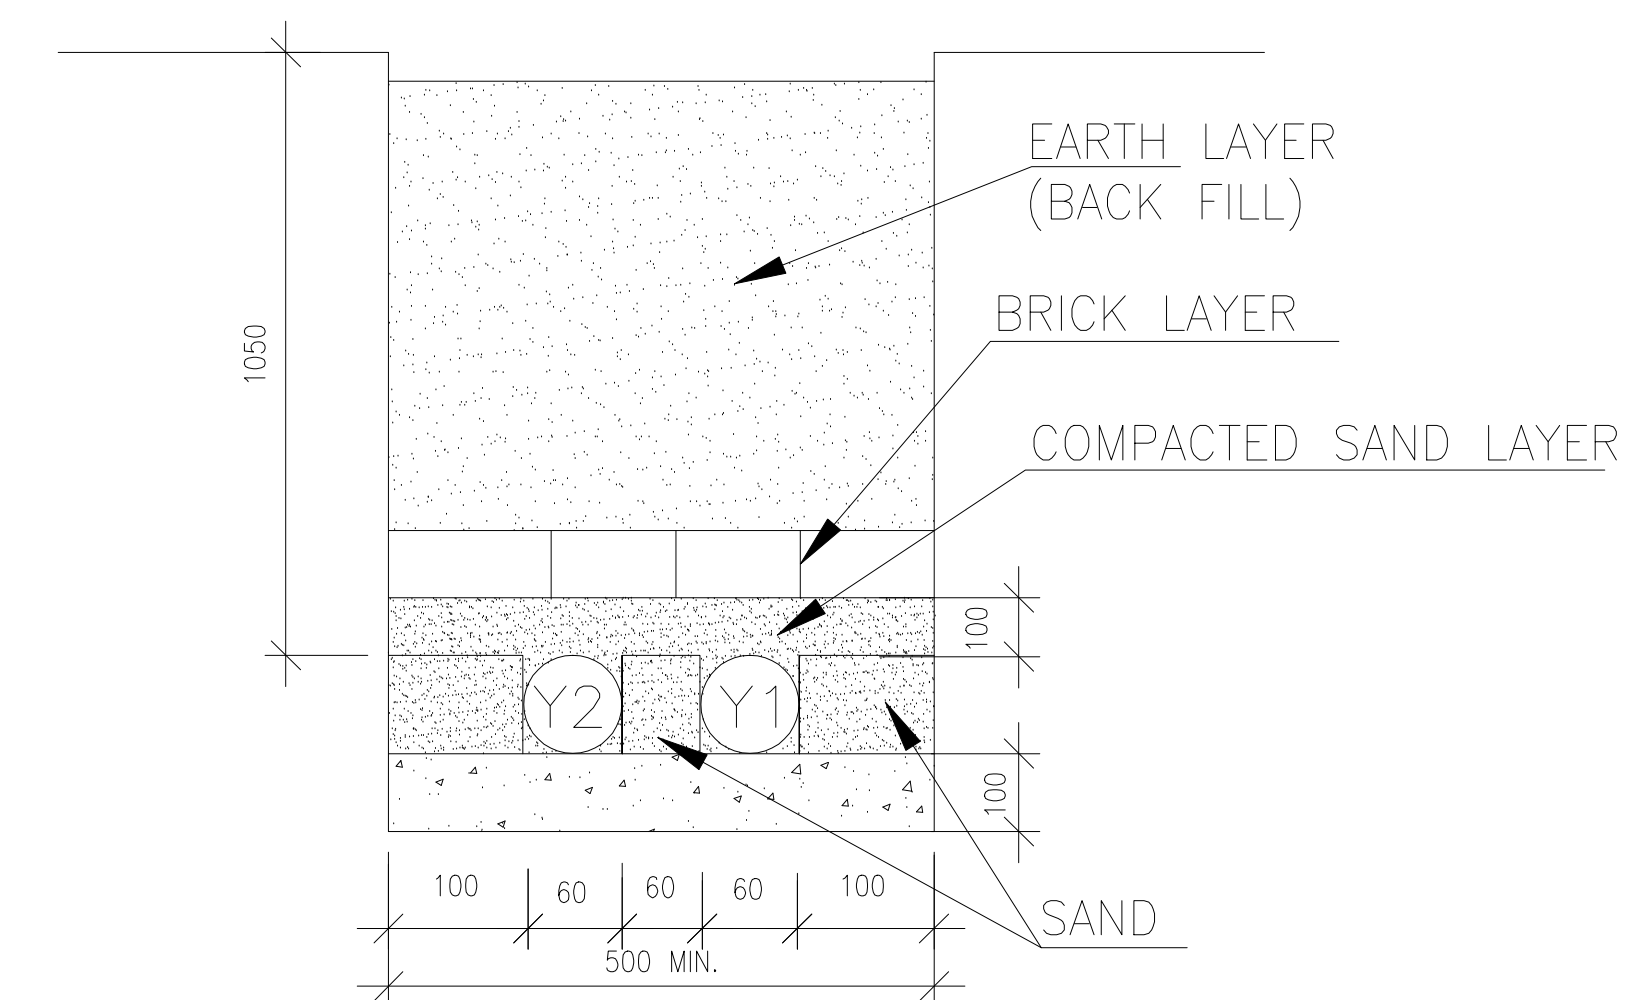 EARTH LAYER
(BACK FILL)
BRICK LAYER
1050
COMPACTED SAND LAYER
100
Y2
Y1
100
100
60
60
60
100
SAND
500 MIN.